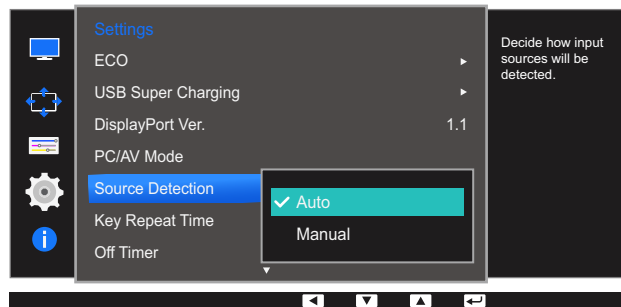 Settings
ECO
USB Super Charging
DisplayPort Ver. 1.1
PC/AV Mode
Source Detection
Auto
Key Repeat Time
Manual
Off Timer
Decide how input
sources will be
detected.